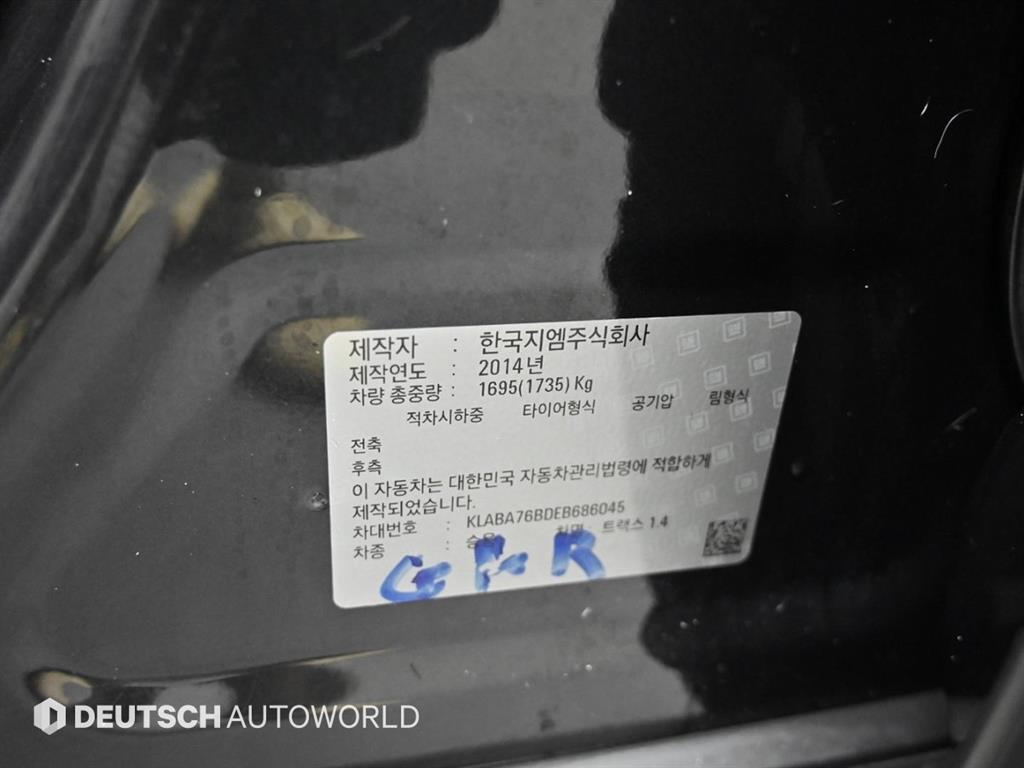 제작자 : 한국지엠주식회사
제작연도 : 2014년
차량 총중량 : 1695(1735) Kg
적차시하중 타이어형식 공기압 림형식
전축
후축
이 자동차는 대한민국 자동차관리법령에 적합하게
제작되었습니다.
차대번호 : KLABA76BDEB686045
차종 : 승용 차명 : 트랙스 1.4
DEUTSCH AUTOWORLD